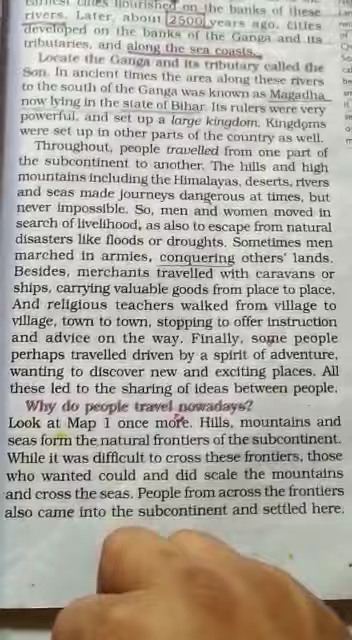 earliest cities flourished on the banks of these
rivers. Later, about 2500 years ago, cities
developed on the banks of the Ganga and its
tributaries, and along the sea coasts.
Locate the Ganga and its tributary called the
Son. In ancient times the area along these rivers
to the south of the Ganga was known as Magadha
now lying in the state of Bihar. Its rulers were very
powerful, and set up a large kingdom. Kingdoms
were set up in other parts of the country as well.
Throughout, people travelled from one part of
the subcontinent to another. The hills and high
mountains including the Himalayas, deserts, rivers
and seas made journeys dangerous at times, but
never impossible. So, men and women moved in
search of livelihood, as also to escape from natural
disasters like floods or droughts. Sometimes men
marched in armies, conquering others' lands.
Besides, merchants travelled with caravans or
ships, carrying valuable goods from place to place.
And religious teachers walked from village to
village, town to town, stopping to offer instruction
and advice on the way. Finally, some people
perhaps travelled driven by a spirit of adventure,
wanting to discover new and exciting places. All
these led to the sharing of ideas between people.
Why do people travel nowadays?
Look at Map 1 once more. Hills, mountains and
seas form the natural frontiers of the subcontinent.
While it was difficult to cross these frontiers, those
who wanted could and did scale the mountains
and cross the seas. People from across the frontiers
also came into the subcontinent and settled here.